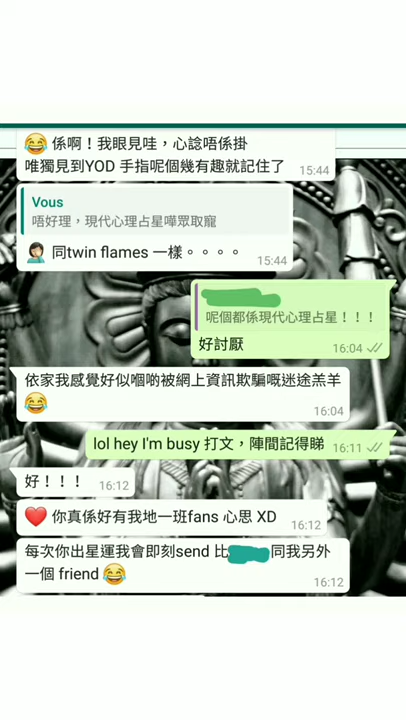 😂 係啊！我眼見哇，心諗唔係掛
唯獨見到YOD 手指呢個幾有趣就記住了
15:44
Vous
唔好理，現代心理占星嘩眾取寵
🤦🏻‍♀️ 同twin flames 一樣。。。。
15:44
呢個都係現代心理占星！！！
好討厭
16:04
依家我感覺好似嗰啲被網上資訊欺騙嘅迷途羔羊
😂
16:04
lol hey I'm busy 打文，陣間記得睇
16:11
好！！！
16:12
❤️ 你真係好有我地一班fans 心思 XD
16:12
每次你出星運我會即刻send 比 同我另外
一個 friend 😂
16:12